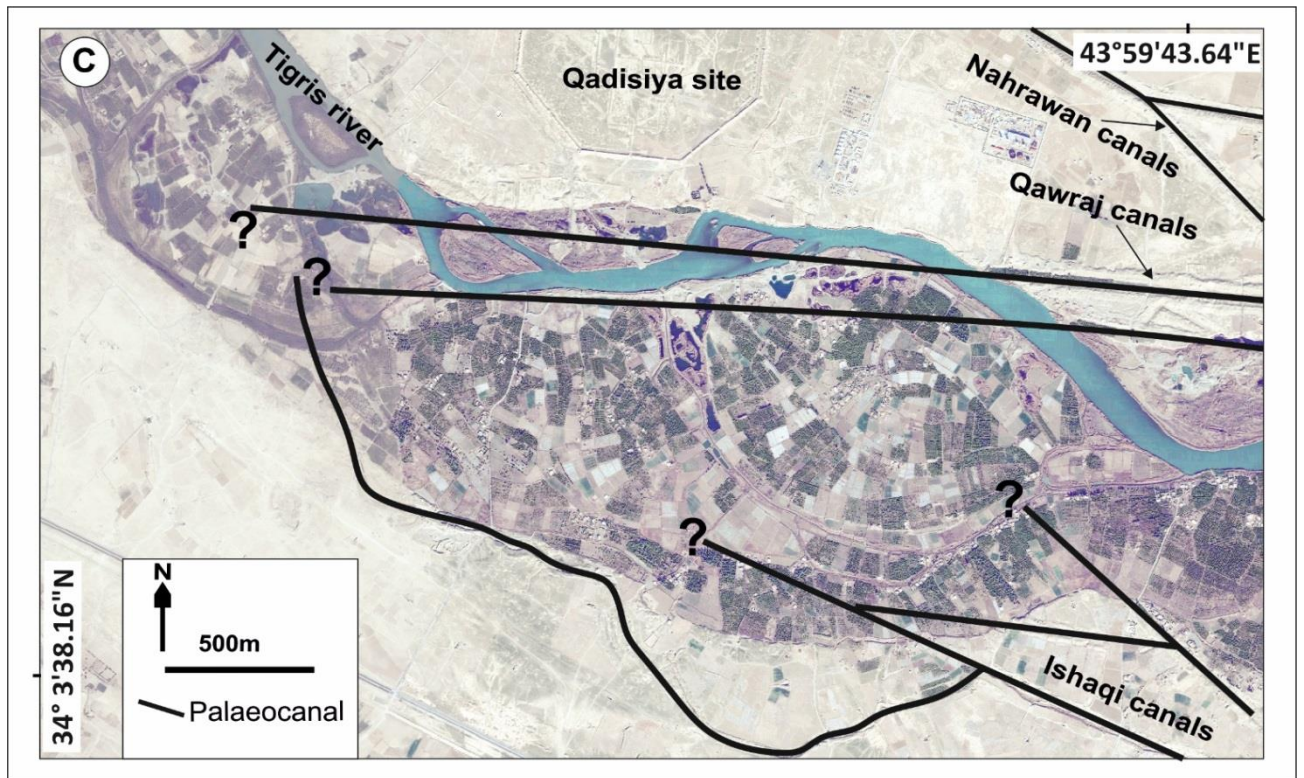 C
43°59'43.64"E
Tigris river
Qadisiya site
Nahrawan canals
Qawraj canals
?
?
?
?
Ishaqi canals
34° 3'38.16"N
N
500m
Palaeocanal